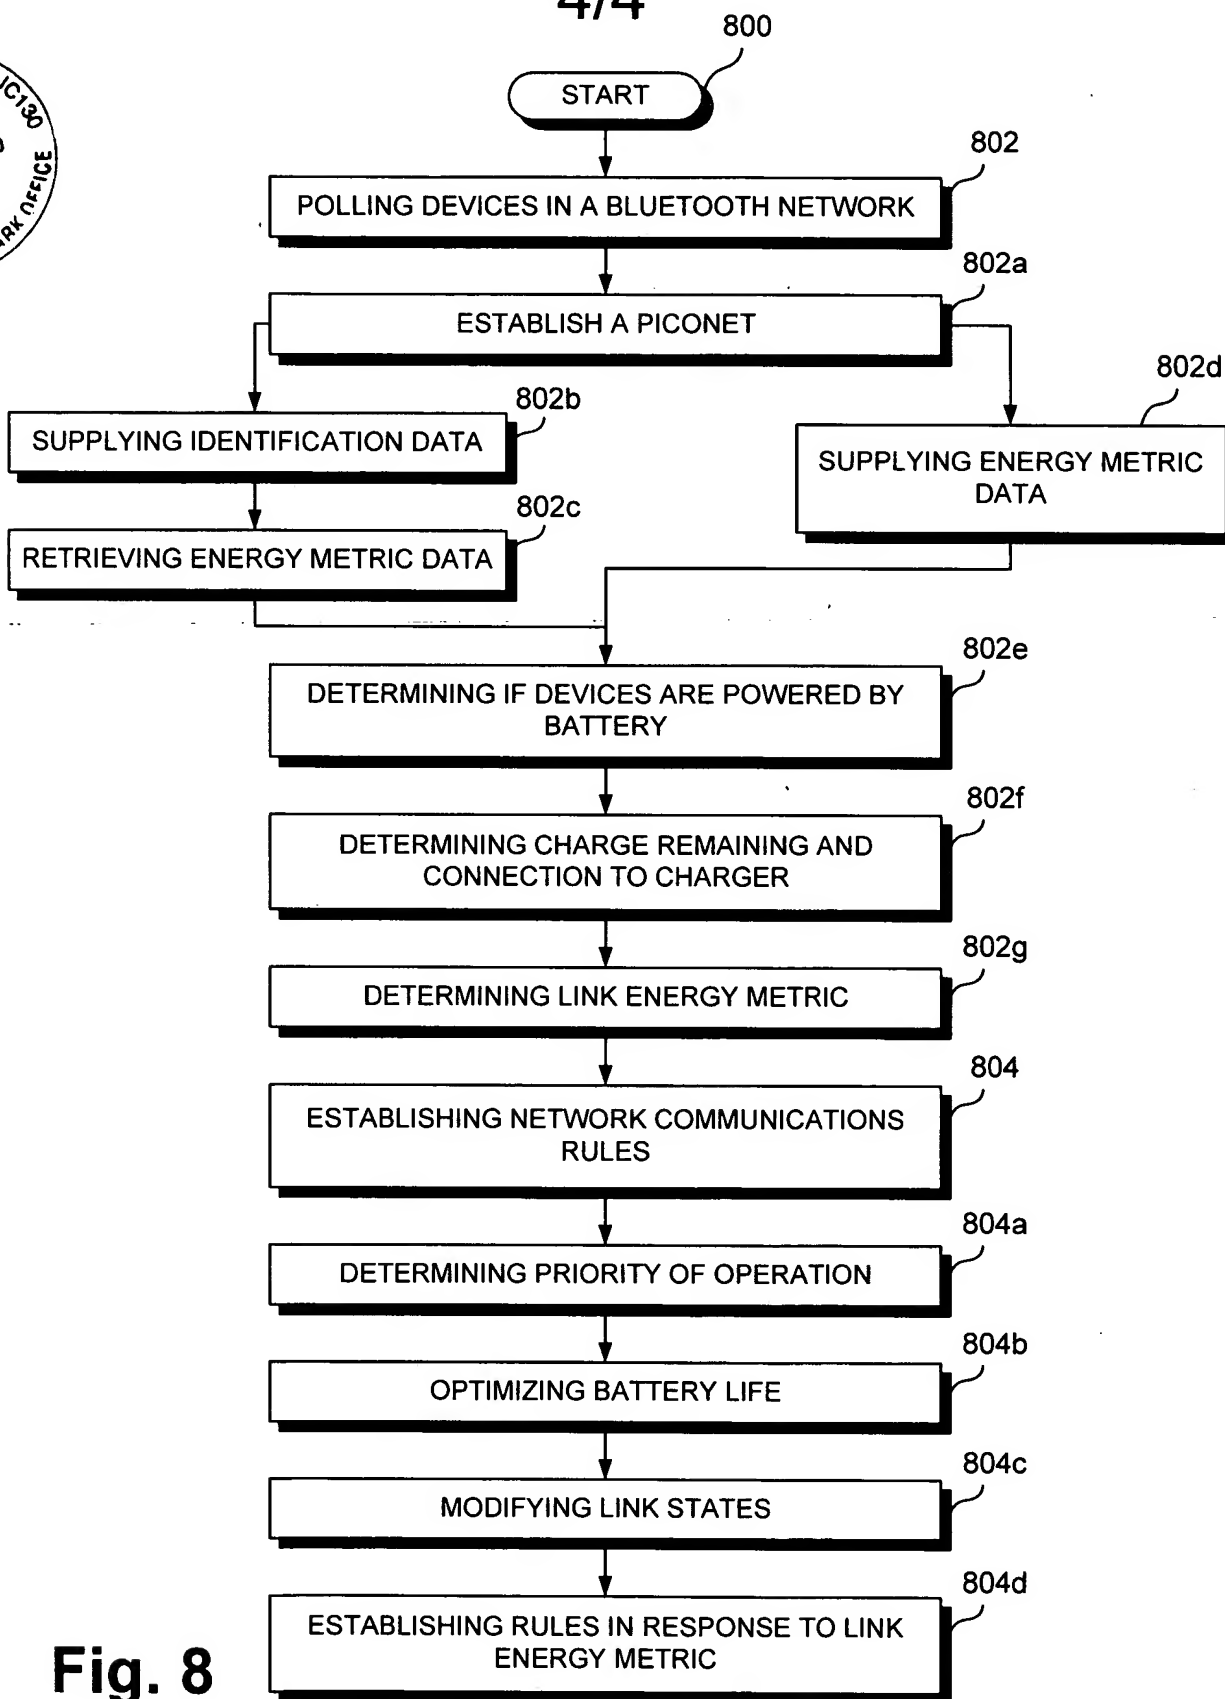 4/4
800
JC130
ARK OFFICE
START
802
POLLING DEVICES IN A BLUETOOTH NETWORK
802a
ESTABLISH A PICONET
802b
802d
SUPPLYING IDENTIFICATION DATA
SUPPLYING ENERGY METRIC
DATA
802c
RETRIEVING ENERGY METRIC DATA
802e
DETERMINING IF DEVICES ARE POWERED BY
BATTERY
802f
DETERMINING CHARGE REMAINING AND
CONNECTION TO CHARGER
802g
DETERMINING LINK ENERGY METRIC
804
ESTABLISHING NETWORK COMMUNICATIONS
RULES
804a
DETERMINING PRIORITY OF OPERATION
804b
OPTIMIZING BATTERY LIFE
804c
MODIFYING LINK STATES
804d
ESTABLISHING RULES IN RESPONSE TO LINK
ENERGY METRIC
Fig. 8